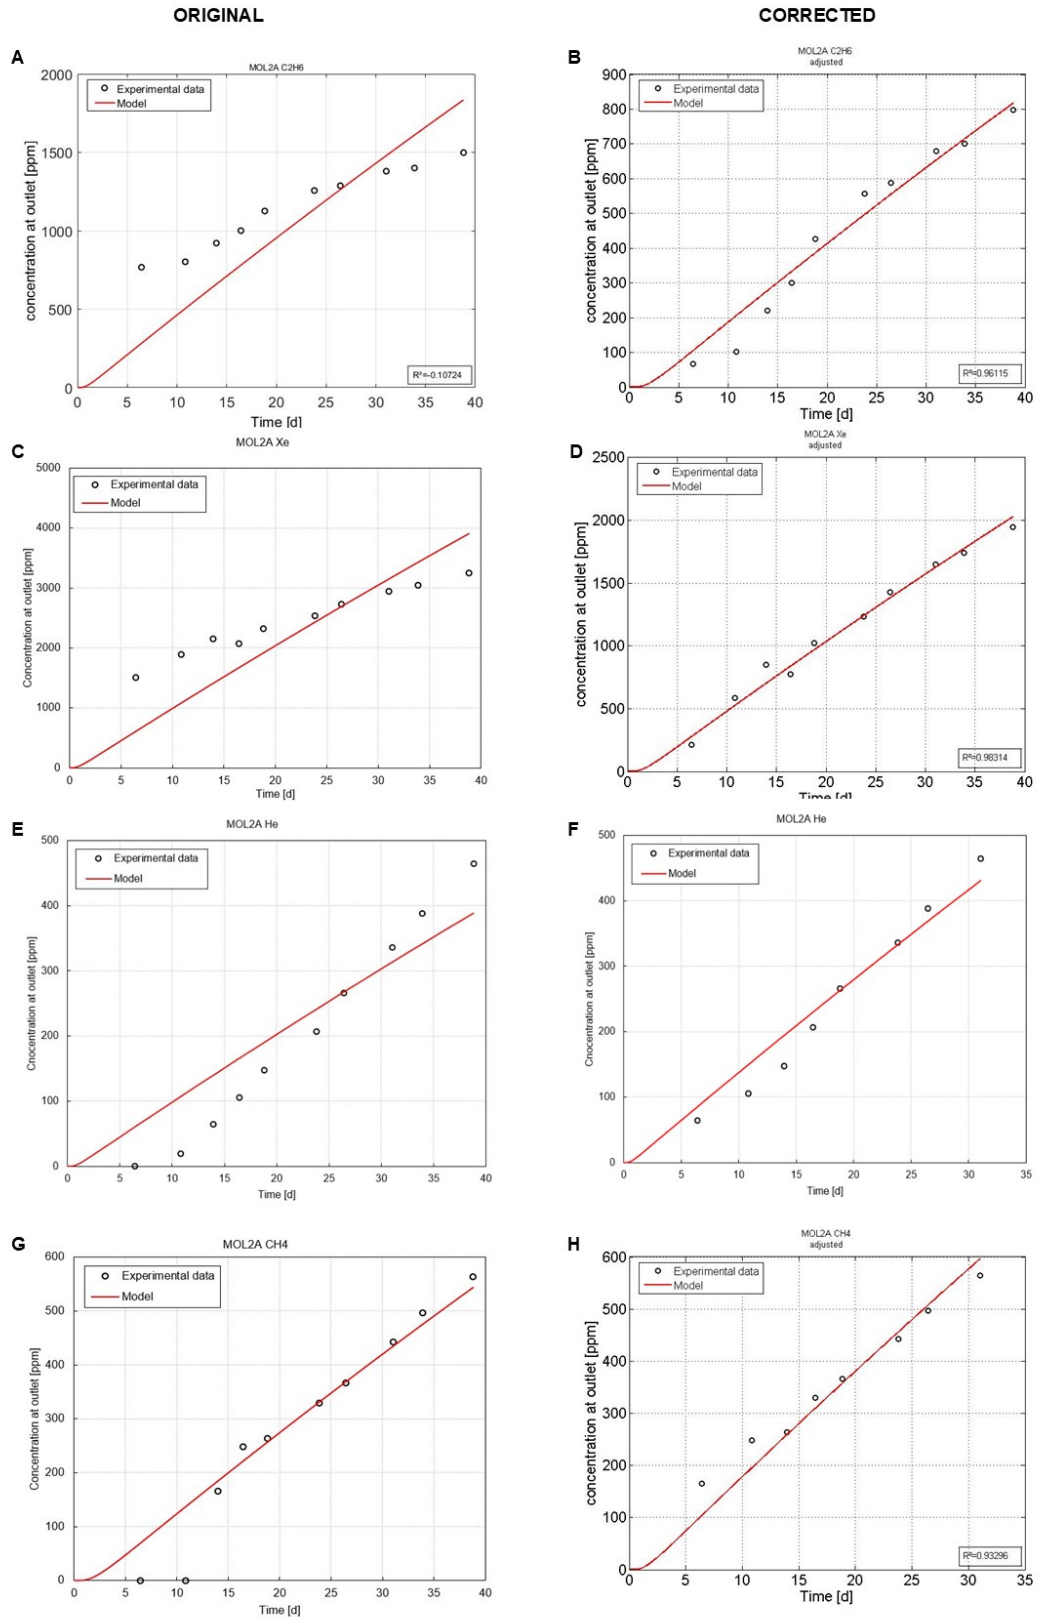 ORIGINAL
CORRECTED
A
MOL2A C2H6
2000
1500
1000
500
0
concentration at outlet [ppm]
Experimental data
Model
R²=-0.10724
0 5 10 15 20 25 30 35 40
Time [d]
B
MOL2A C2H6
adjusted
900
800
700
600
500
400
300
200
100
0
concentration at outlet [ppm]
Experimental data
Model
R²=0.96115
0 5 10 15 20 25 30 35 40
Time [d]
C
MOL2A Xe
5000
4000
3000
2000
1000
0
Concentration at outlet [ppm]
Experimental data
Model
0 5 10 15 20 25 30 35 40
Time [d]
D
MOL2A Xe
adjusted
2500
2000
1500
1000
500
0
concentration at outlet [ppm]
Experimental data
Model
R²=0.98314
0 5 10 15 20 25 30 35 40
Time [d]
E
MOL2A He
500
400
300
200
100
0
Cnocentration at outlet [ppm]
Experimental data
Model
0 5 10 15 20 25 30 35 40
Time [d]
F
MOL2A He
500
400
300
200
100
0
Cnocentration at outlet [ppm]
Experimental data
Model
0 5 10 15 20 25 30 35
Time [d]
G
MOL2A CH4
600
500
400
300
200
100
0
Concentration at outlet [ppm]
Experimental data
Model
0 5 10 15 20 25 30 35 40
Time [d]
H
MOL2A CH4
adjusted
600
500
400
300
200
100
0
concentration at outlet [ppm]
Experimental data
Model
R²=0.93296
0 5 10 15 20 25 30 35
Time [d]